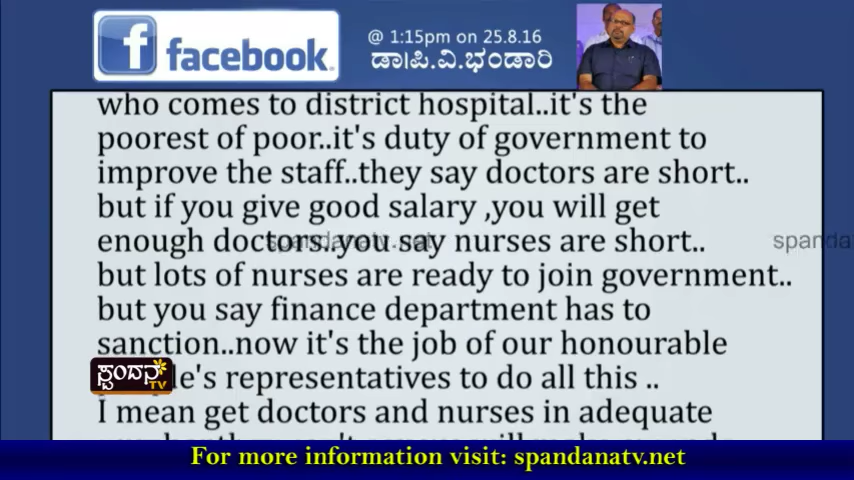 facebook
@ 1:15pm on 25.8.16
ಡಾ|ಪಿ.ವಿ.ಭಂಡಾರಿ
who comes to district hospital..it's the
poorest of poor..it's duty of government to
improve the staff..they say doctors are short..
but if you give good salary ,you will get
enough doctors..you say nurses are short..
spandanatv.net
but lots of nurses are ready to join government..
but you say finance department has to
sanction..now it's the job of our honourable
representatives to do all this ..
ಸ್ಪಂದನ TV
I mean get doctors and nurses in adequate
For more information visit: spandanatv.net